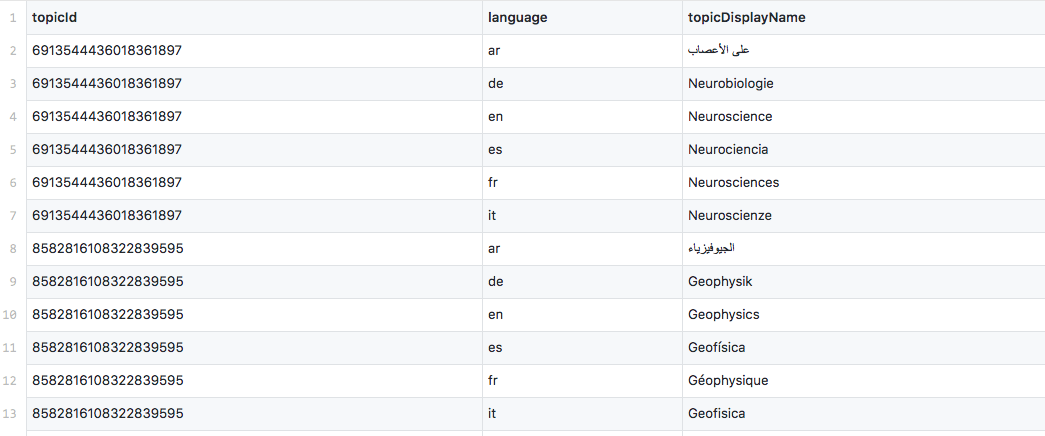 1 topicId language topicDisplayName
2 6913544436018361897 ar على الأعصاب
3 6913544436018361897 de Neurobiologie
4 6913544436018361897 en Neuroscience
5 6913544436018361897 es Neurociencia
6 6913544436018361897 fr Neurosciences
7 6913544436018361897 it Neuroscienze
8 8582816108322839595 ar الجيوفيزياء
9 8582816108322839595 de Geophysik
10 8582816108322839595 en Geophysics
11 8582816108322839595 es Geofísica
12 8582816108322839595 fr Géophysique
13 8582816108322839595 it Geofisica